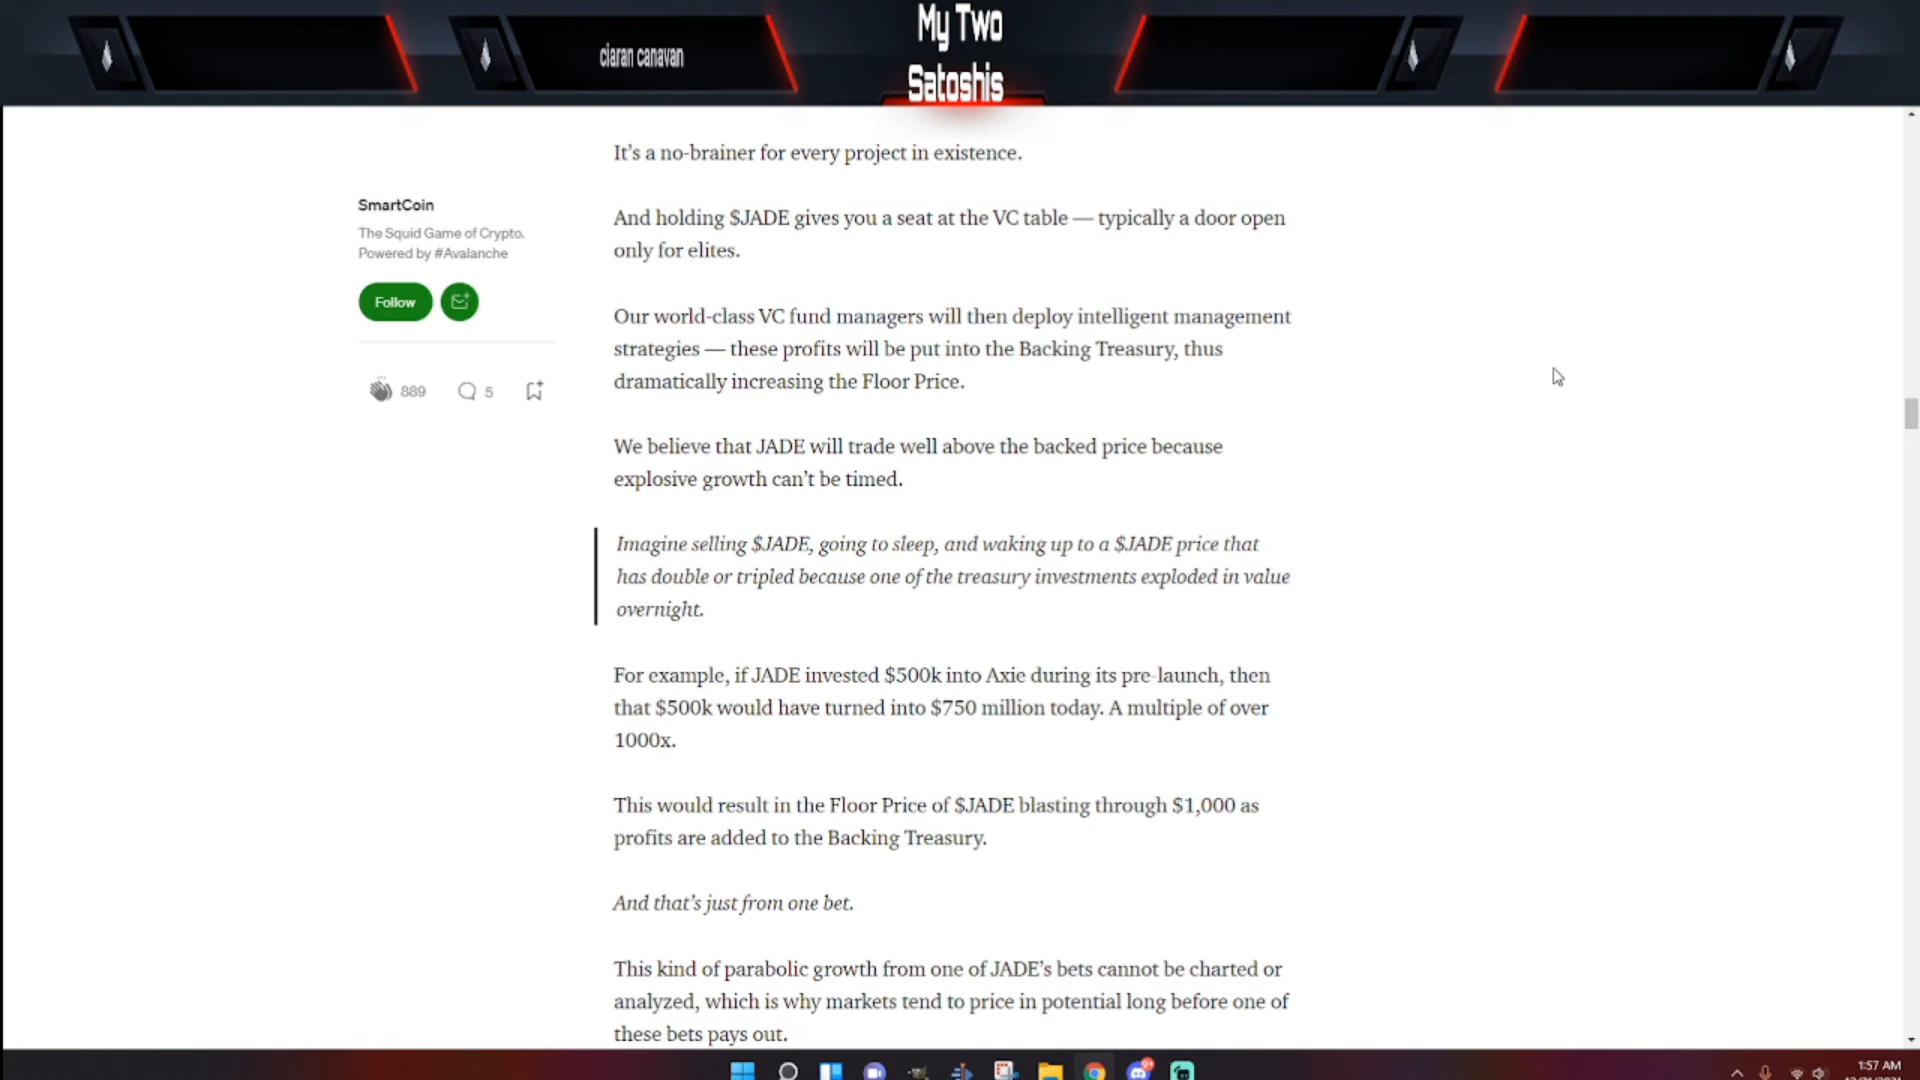 My Two
Satoshis
ciaran canavan
It's a no-brainer for every project in existence.
SmartCoin
The Squid Game of Crypto.
Powered by #Avalanche
Follow
889
5
And holding $JADE gives you a seat at the VC table — typically a door open
only for elites.
Our world-class VC fund managers will then deploy intelligent management
strategies — these profits will be put into the Backing Treasury, thus
dramatically increasing the Floor Price.
We believe that JADE will trade well above the backed price because
explosive growth can't be timed.
Imagine selling $JADE, going to sleep, and waking up to a $JADE price that
has double or tripled because one of the treasury investments exploded in value
overnight.
For example, if JADE invested $500k into Axie during its pre-launch, then
that $500k would have turned into $750 million today. A multiple of over
1000x.
This would result in the Floor Price of $JADE blasting through $1,000 as
profits are added to the Backing Treasury.
And that's just from one bet.
This kind of parabolic growth from one of JADE's bets cannot be charted or
analyzed, which is why markets tend to price in potential long before one of
these bets pays out.
1:57 AM